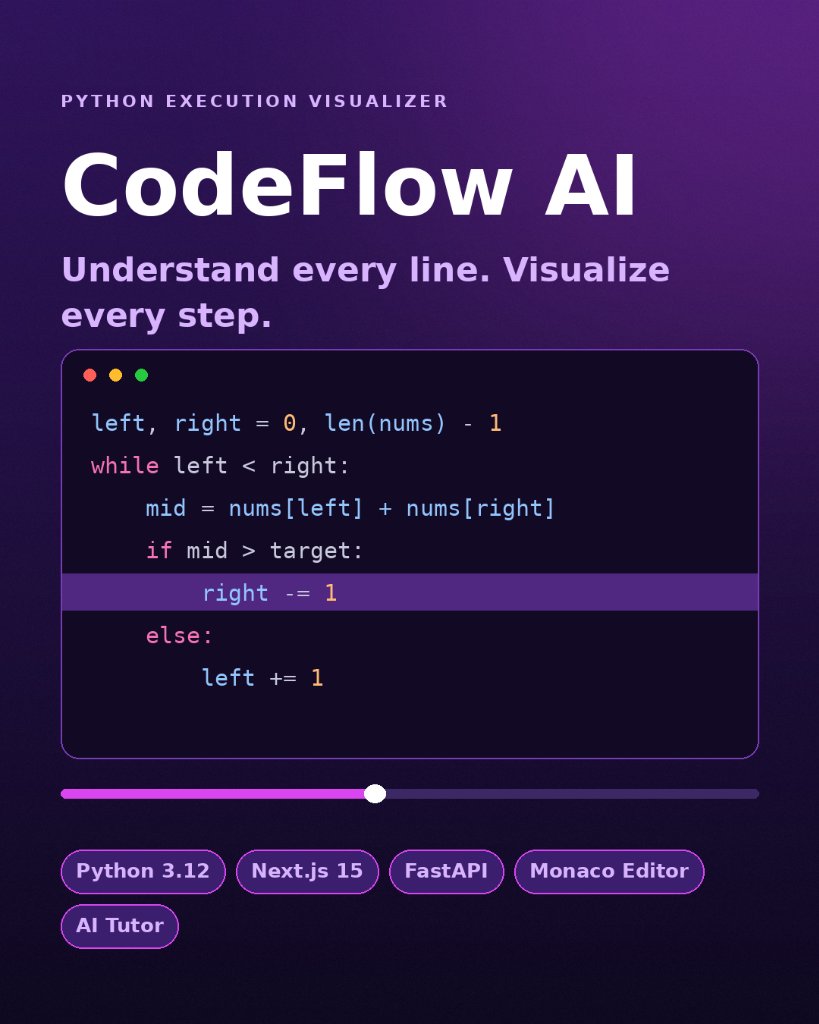 PYTHON EXECUTION VISUALIZER
CodeFlow AI
Understand every line. Visualize
every step.
left, right = 0, len(nums) - 1
while left < right:
    mid = nums[left] + nums[right]
    if mid > target:
        right -= 1
    else:
        left += 1
Python 3.12
Next.js 15
FastAPI
Monaco Editor
AI Tutor